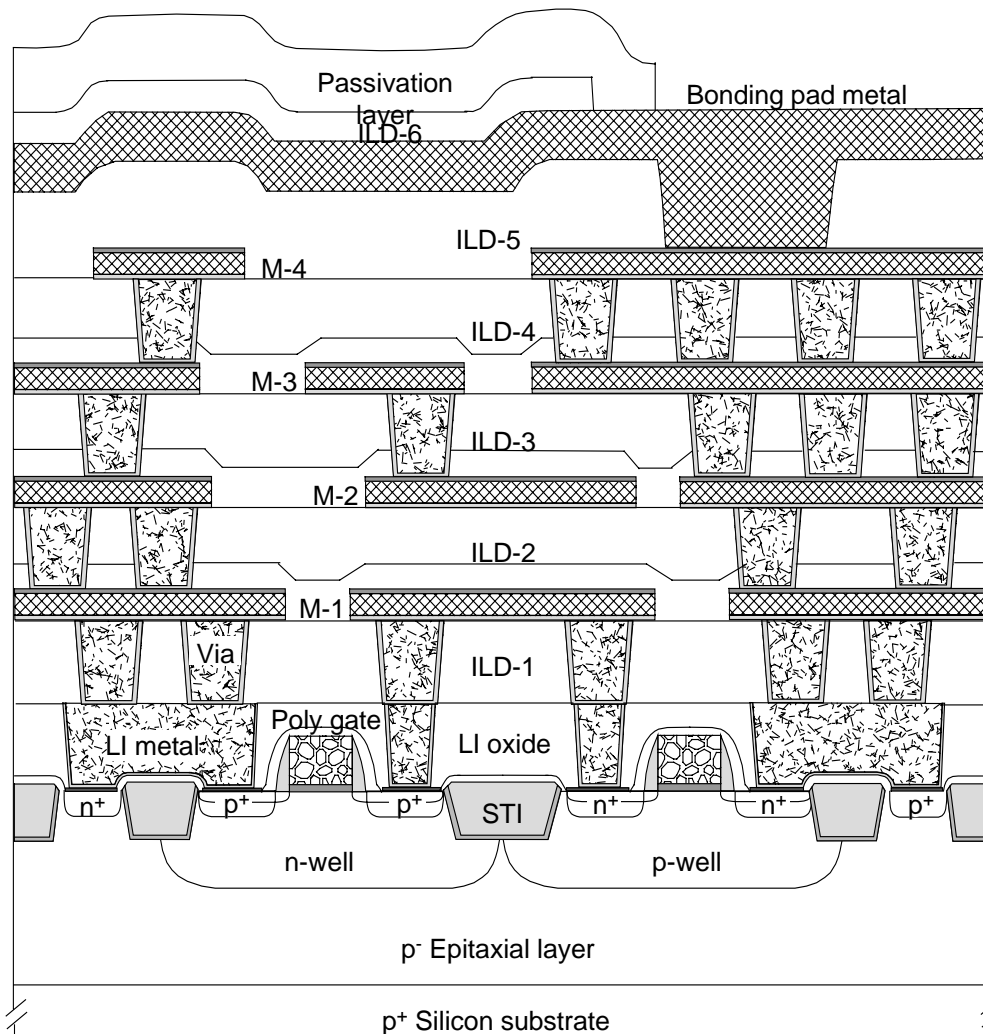 Passivation
layer
Bonding pad metal
ILD-6
ILD-5
M-4
ILD-4
M-3
ILD-3
M-2
ILD-2
M-1
Via
ILD-1
Poly gate
LI metal
LI oxide
n⁺ p⁺ p⁺ STI n⁺ n⁺ p⁺
n-well p-well
p⁻ Epitaxial layer
p⁺ Silicon substrate